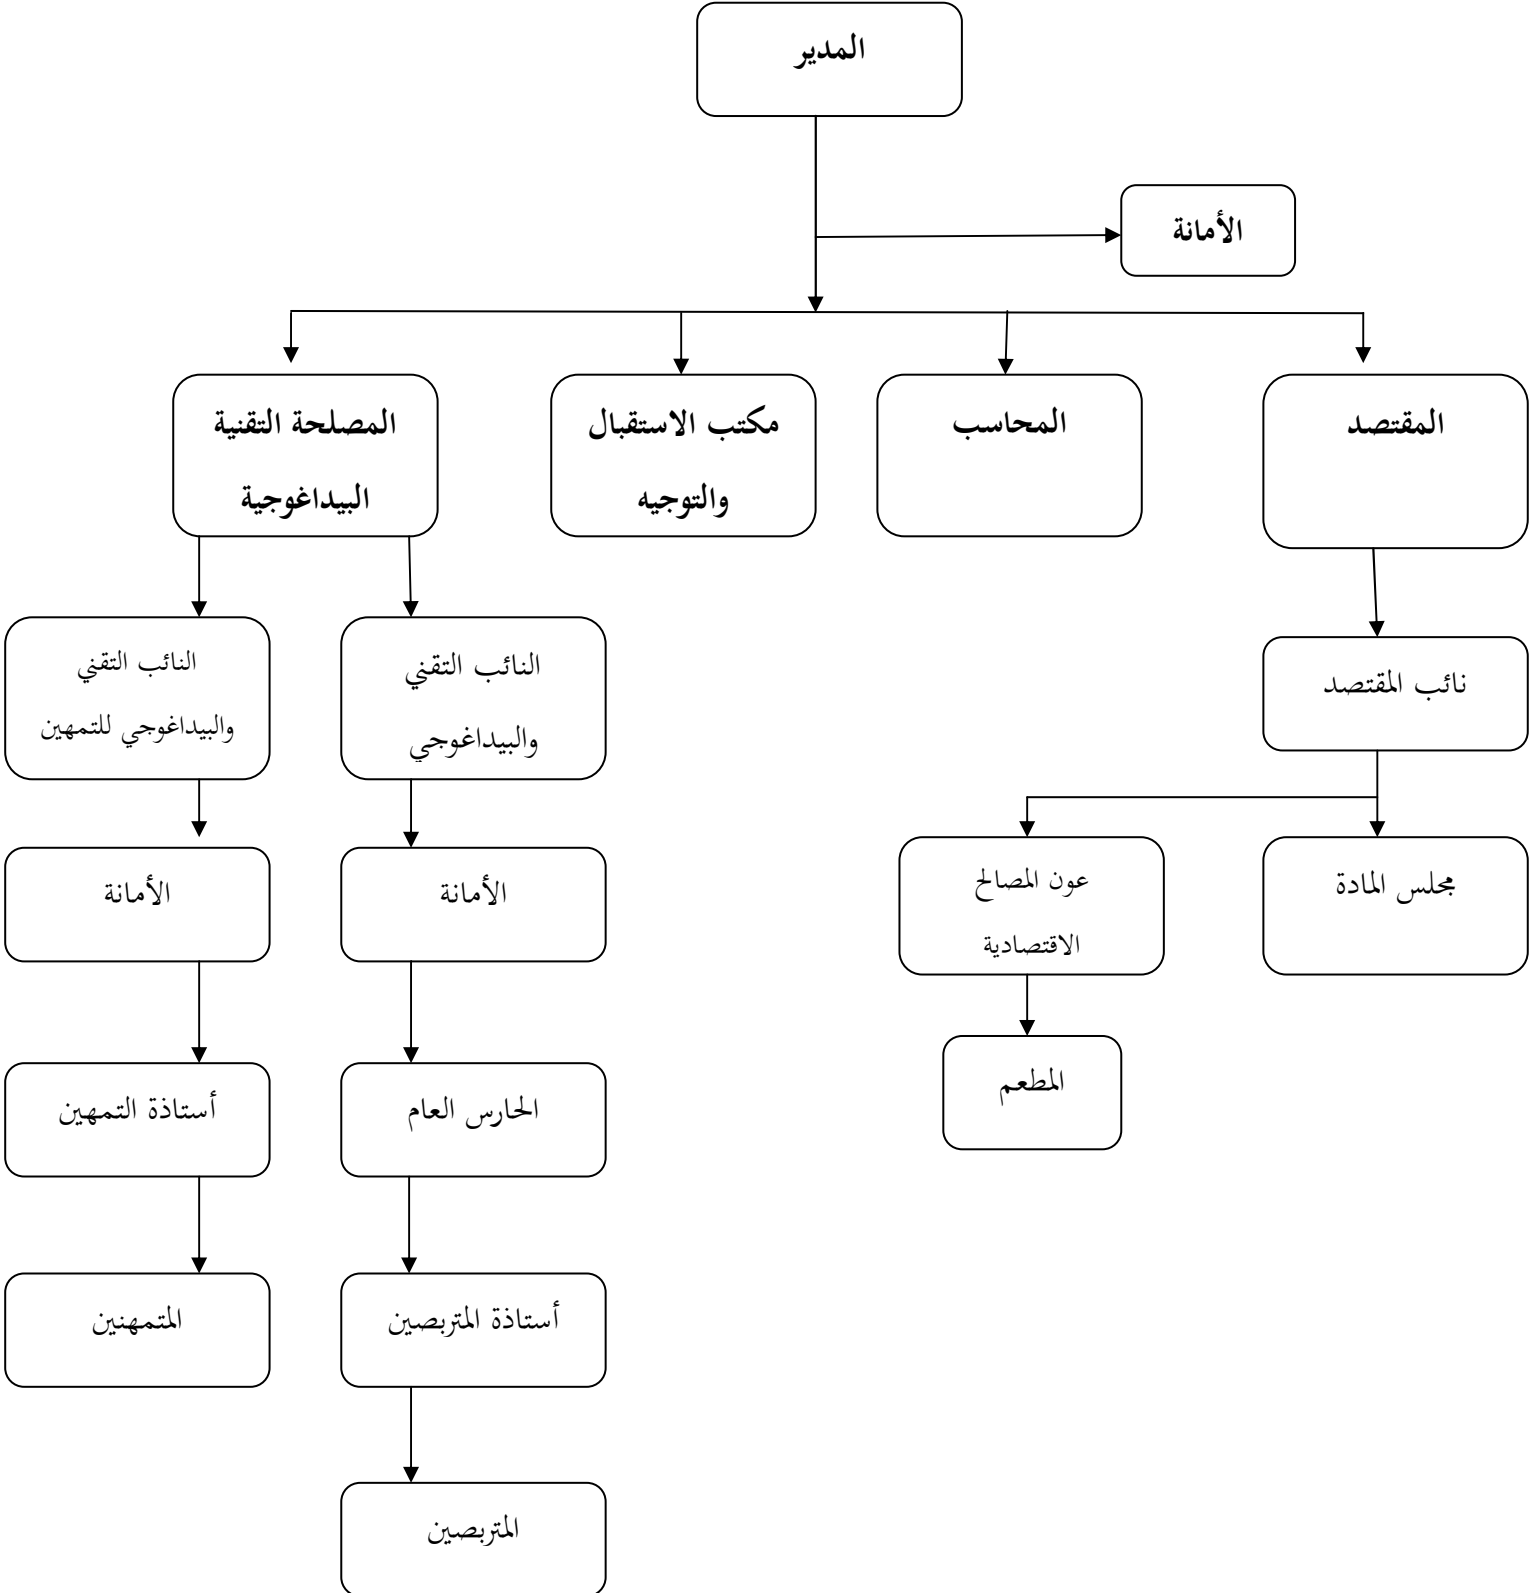 المدير
الأمانة
المقتصد
المحاسب
مكتب الاستقبال
والتوجيه
المصلحة التقنية
البيداغوجية
النائب التقني
والبيداغوجي
النائب التقني
والبيداغوجي للتمهين
نائب المقتصد
مجلس المادة
عون المصالح
الاقتصادية
الأمانة
الأمانة
المطعم
الحارس العام
أستاذة التمهين
أستاذة المتربصين
المتمهنين
المتربصين